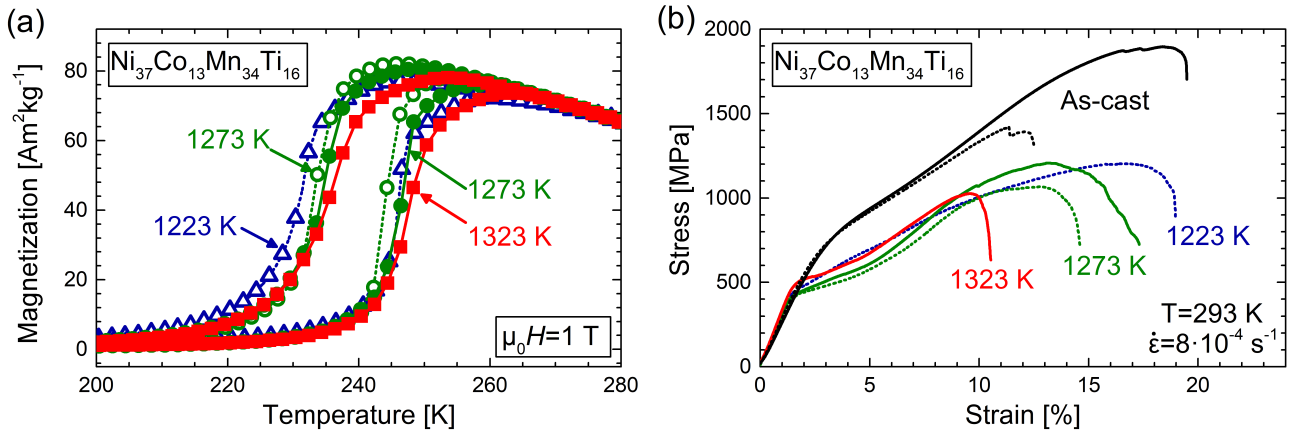 (a)
Ni₃₇Co₁₃Mn₃₄Ti₁₆
Magnetization [Am²kg⁻¹]
80
60
40
20
0
1273 K
1223 K
1273 K
1323 K
μ₀H=1 T
200
220
240
260
280
Temperature [K]
(b)
Ni₃₇Co₁₃Mn₃₄Ti₁₆
Stress [MPa]
2000
1500
1000
500
0
As-cast
1223 K
1273 K
1323 K
T=293 K
ε̇=8·10⁻⁴ s⁻¹
0
5
10
15
20
Strain [%]